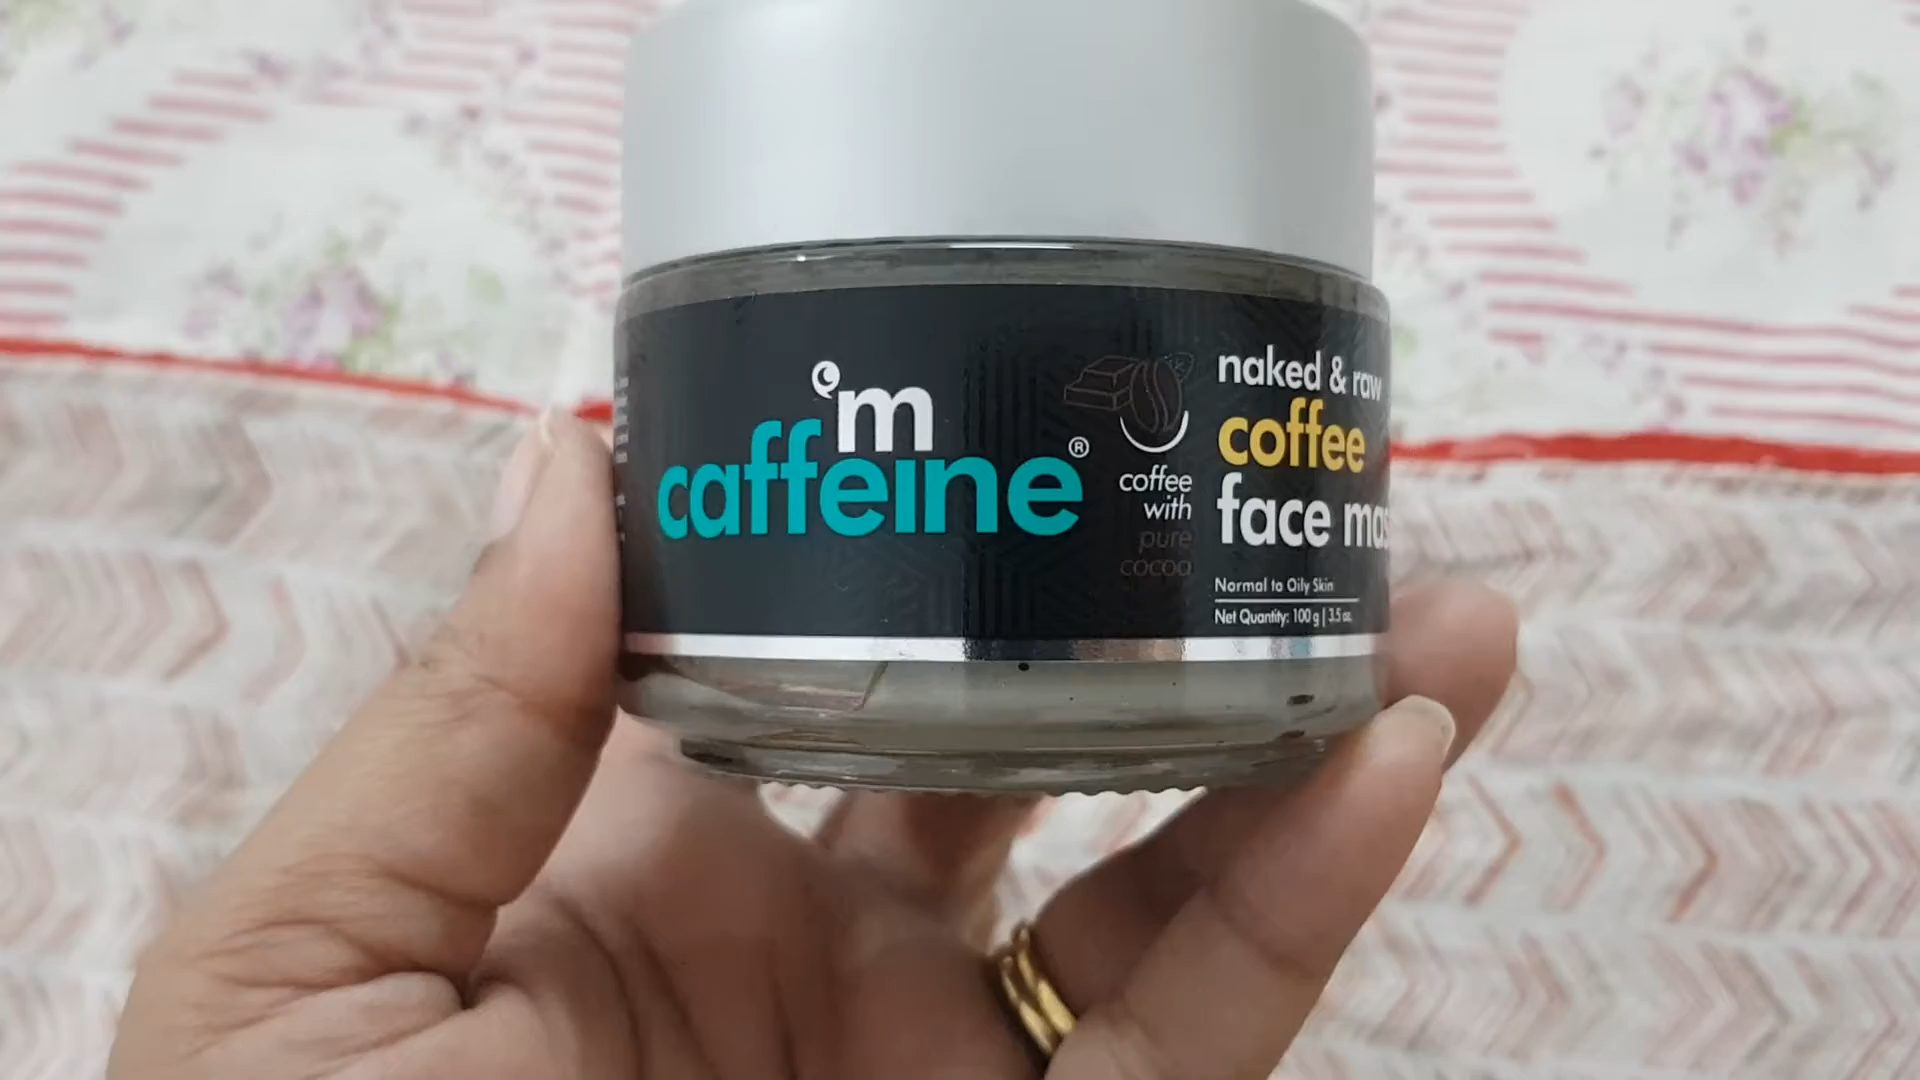 'm
caffeine®
coffee
with
pure
cocoa
naked & raw
coffee
face mas
Normal to Oily Skin
Net Quantity: 100 g | 3.5 oz.